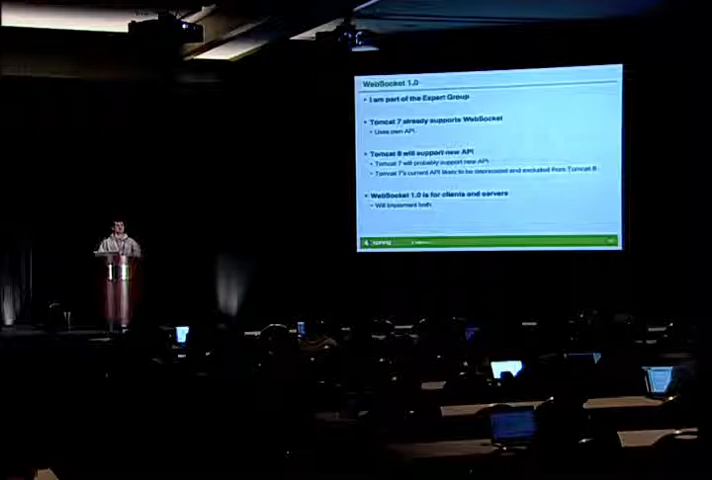 WebSocket 1.0
• I am part of the Expert Group
• Tomcat 7 already supports WebSocket
• Uses own API
• Tomcat 8 will support new API
• Tomcat 7 will probably support new API
• Tomcat 7's current API likely to be deprecated and excluded from Tomcat 8
• WebSocket 1.0 is for clients and servers
• Will implement both
spring